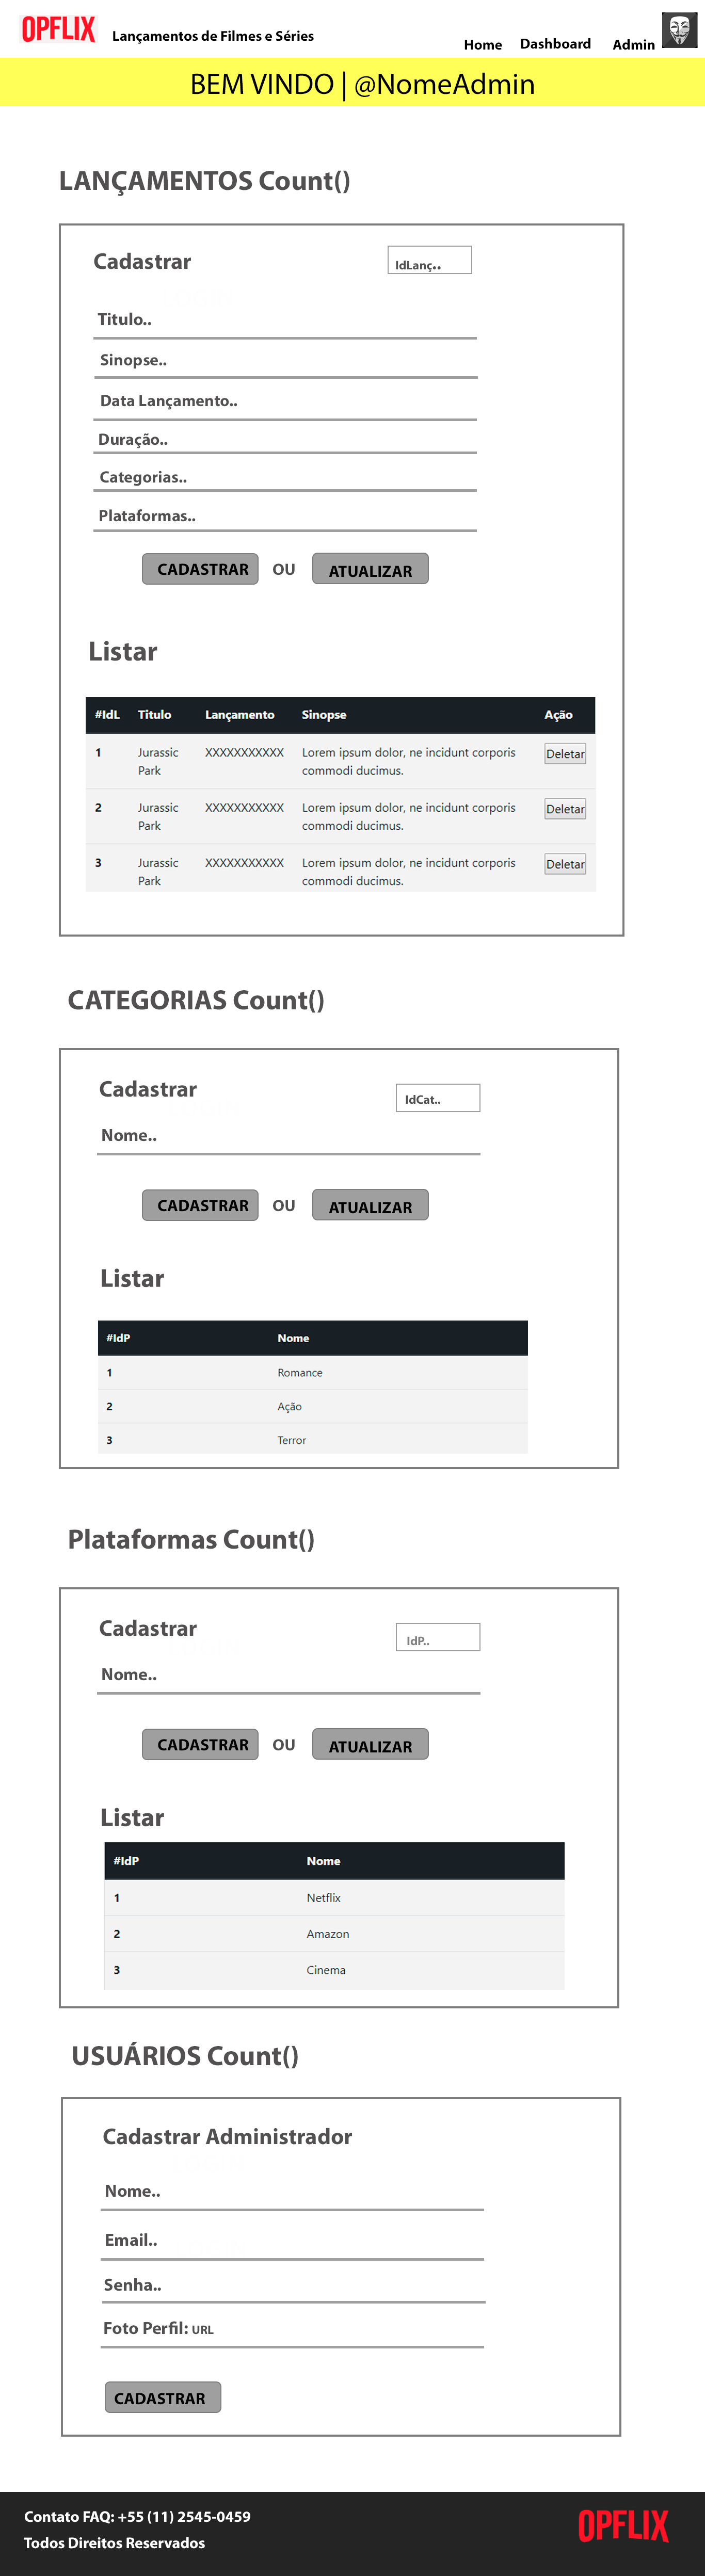 OPFLIX Lançamentos de Filmes e Séries Home Dashboard Admin
BEM VINDO | @NomeAdmin
LANÇAMENTOS Count()
Cadastrar IdLanç..
Titulo..
Sinopse..
Data Lançamento..
Duração..
Categorias..
Plataformas..
CADASTRAR OU ATUALIZAR
Listar
#IdL Titulo Lançamento Sinopse Ação
1 Jurassic XXXXXXXXXXX Lorem ipsum dolor, ne incidunt corporis Deletar
Park commodi ducimus.
2 Jurassic XXXXXXXXXXX Lorem ipsum dolor, ne incidunt corporis Deletar
Park commodi ducimus.
3 Jurassic XXXXXXXXXXX Lorem ipsum dolor, ne incidunt corporis Deletar
Park commodi ducimus.
CATEGORIAS Count()
Cadastrar IdCat..
Nome..
CADASTRAR OU ATUALIZAR
Listar
#IdP Nome
1 Romance
2 Ação
3 Terror
Plataformas Count()
Cadastrar IdP..
Nome..
CADASTRAR OU ATUALIZAR
Listar
#IdP Nome
1 Netflix
2 Amazon
3 Cinema
USUÁRIOS Count()
Cadastrar Administrador
Nome..
Email..
Senha..
Foto Perfil: URL
CADASTRAR
Contato FAQ: +55 (11) 2545-0459 OPFLIX
Todos Direitos Reservados